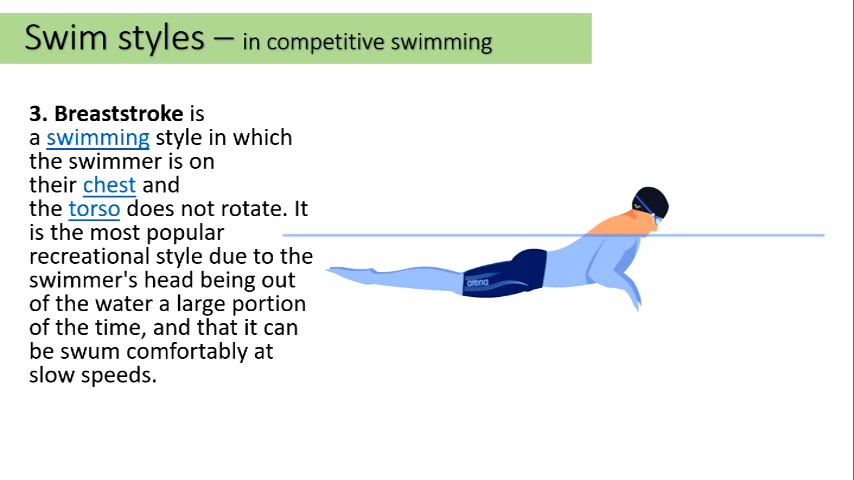 Swim styles – in competitive swimming
3. Breaststroke is
a swimming style in which
the swimmer is on
their chest and
the torso does not rotate. It
is the most popular
recreational style due to the
swimmer's head being out
of the water a large portion
of the time, and that it can
be swum comfortably at
slow speeds.
arena